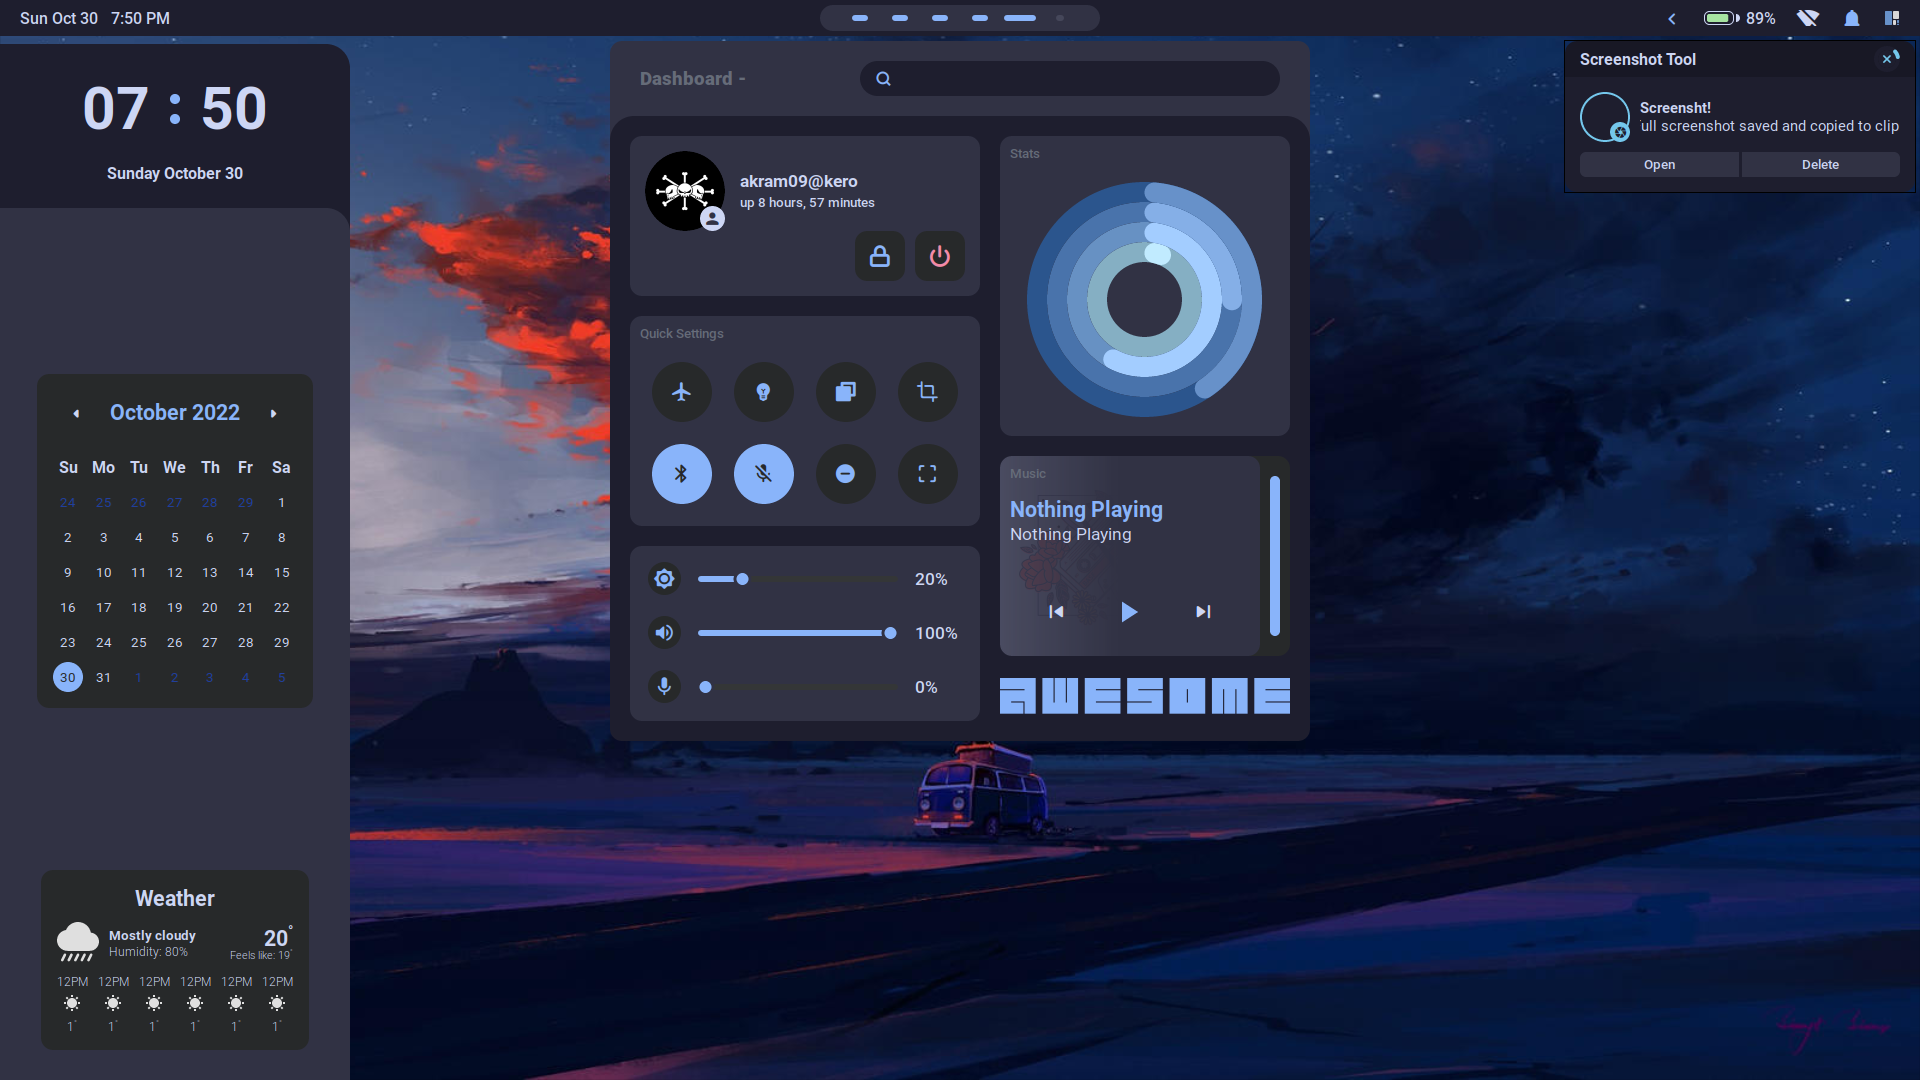 Sun Oct 30 7:50 PM
89%
07 : 50
Sunday October 30
October 2022
Su Mo Tu We Th Fr Sa
24 25 26 27 28 29 1
2 3 4 5 6 7 8
9 10 11 12 13 14 15
16 17 18 19 20 21 22
23 24 25 26 27 28 29
30 31 1 2 3 4 5
Weather
Mostly cloudy
Humidity: 80%
20°
Feels like: 19°
12PM 12PM 12PM 12PM 12PM 12PM
1° 1° 1° 1° 1° 1°
Dashboard -
akram09@kero
up 8 hours, 57 minutes
Quick Settings
20%
100%
0%
Stats
Music
Nothing Playing
Nothing Playing
AWESOME
Screenshot Tool
Screensht!
ull screenshot saved and copied to clip
Open Delete